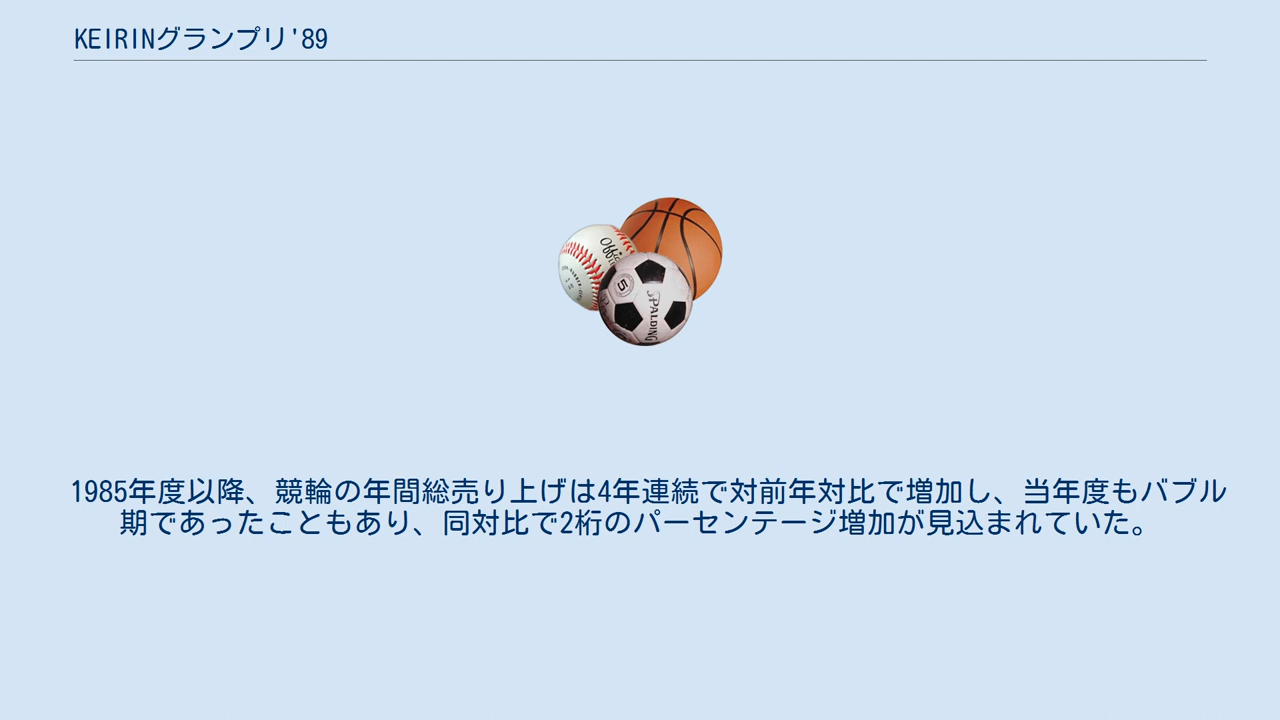 KEIRINグランプリ'89
Offic
5
SPALDING
1985年度以降、競輪の年間総売り上げは4年連続で対前年対比で増加し、当年度もバブル
期であったこともあり、同対比で2桁のパーセンテージ増加が見込まれていた。